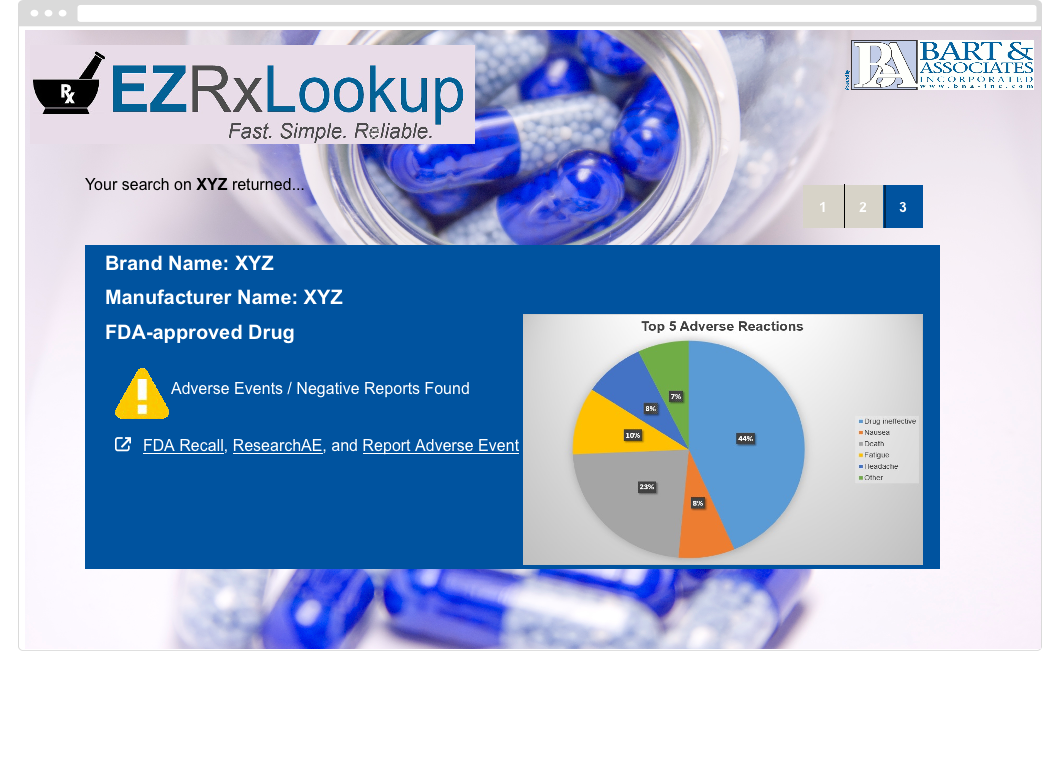 Rx
EZRxLookup
Fast. Simple. Reliable.
BA
BART &
ASSOCIATES
INCORPORATED
www.bna-inc.com
Your search on XYZ returned...
1 2 3
Brand Name: XYZ
Manufacturer Name: XYZ
FDA-approved Drug
Adverse Events / Negative Reports Found
FDA Recall, ResearchAE, and Report Adverse Event
Top 5 Adverse Reactions
7%
8%
10%
44%
23%
8%
Drug ineffective
Nausea
Death
Fatigue
Headache
Other